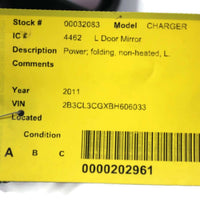 Stock # 00032083 Model CHARGER
IC # 4462 L Door Mirror
Description Power; folding, non-heated, L.
Comments
Year 2011
VIN 2B3CL3CGXBH606033
Located
Condition
A B C
0000202961